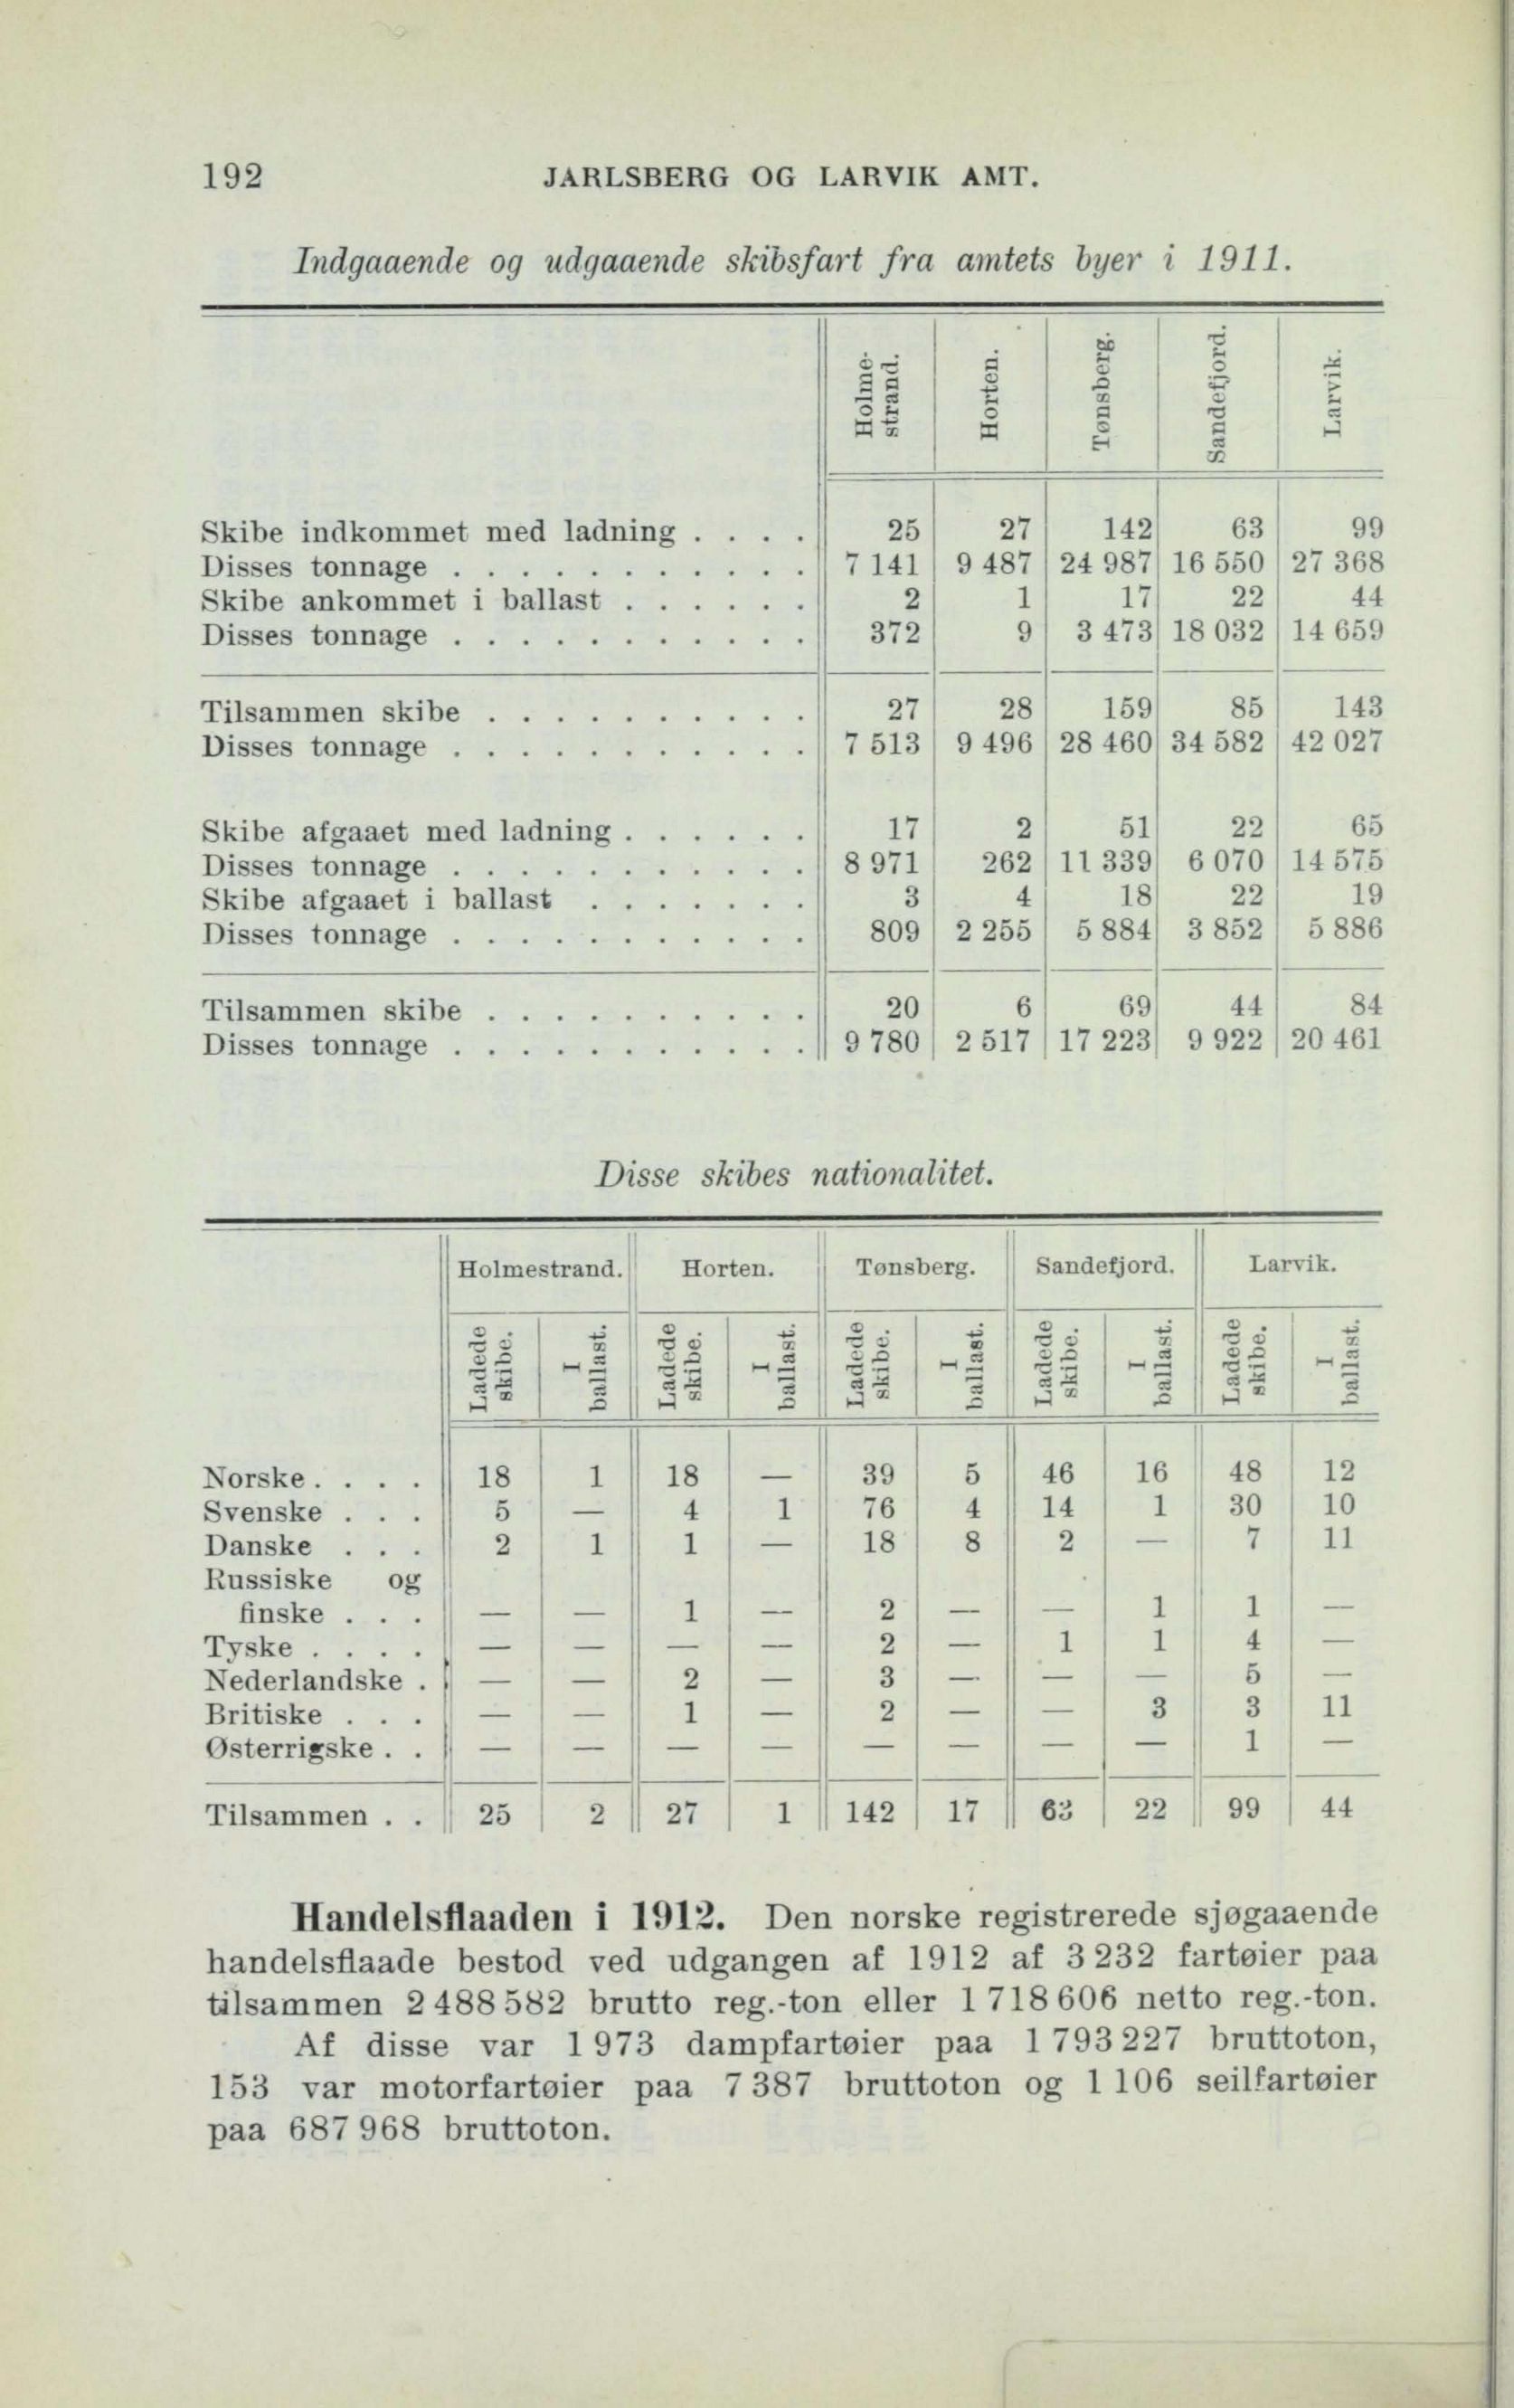 192 JARLSBERG OG LARVIK AMT.
Indgaaende og udgaaende skibsfart fra amtets byer i 1911.
Holme-
strand. Horten. Tønsberg. Sandefjord. Larvik.
Skibe indkommet med ladning . . . . 25 27 142 63 99
Disses tonnage . . . . . . . . . . . 7 141 9 487 24 987 16 550 27 368
Skibe ankommet i ballast . . . . . . 2 1 17 22 44
Disses tonnage . . . . . . . . . . . 372 9 3 473 18 032 14 659
Tilsammen skibe . . . . . . . . . . 27 28 159 85 143
Disses tonnage . . . . . . . . . . . 7 513 9 496 28 460 34 582 42 027
Skibe afgaaet med ladning . . . . . . 17 2 51 22 65
Disses tonnage . . . . . . . . . . . 8 971 262 11 339 6 070 14 575
Skibe afgaaet i ballast . . . . . . . 3 4 18 22 19
Disses tonnage . . . . . . . . . . . 809 2 255 5 884 3 852 5 886
Tilsammen skibe . . . . . . . . . . 20 6 69 44 84
Disses tonnage . . . . . . . . . . . 9 780 2 517 17 223 9 922 20 461
Disse skibes nationalitet.
Holmestrand. Horten. Tønsberg. Sandefjord. Larvik.
Ladede skibe. I ballast. Ladede skibe. I ballast. Ladede skibe. I ballast. Ladede skibe. I ballast. Ladede skibe. I ballast.
Norske . . . . 18 1 18 — 39 5 46 16 48 12
Svenske . . . 5 — 4 1 76 4 14 1 30 10
Danske . . . 2 1 1 — 18 8 2 — 7 11
Russiske og
finske . . . — — 1 — 2 — — 1 1 —
Tyske . . . . — — — — 2 — 1 1 4 —
Nederlandske . — — 2 — 3 — — — 5 —
Britiske . . . — — 1 — 2 — — 3 3 11
Østerrigske . . — — — — — — — — 1 —
Tilsammen . . 25 2 27 1 142 17 63 22 99 44
Handelsflaaden i 1912. Den norske registrerede sjøgaaende
handelsflaade bestod ved udgangen af 1912 af 3 232 fartøier paa
tilsammen 2 488 582 brutto reg.-ton eller 1 718 606 netto reg.-ton.
Af disse var 1 973 dampfartøier paa 1 793 227 bruttoton,
153 var motorfartøier paa 7 387 bruttoton og 1 106 seilfartøier
paa 687 968 bruttoton.